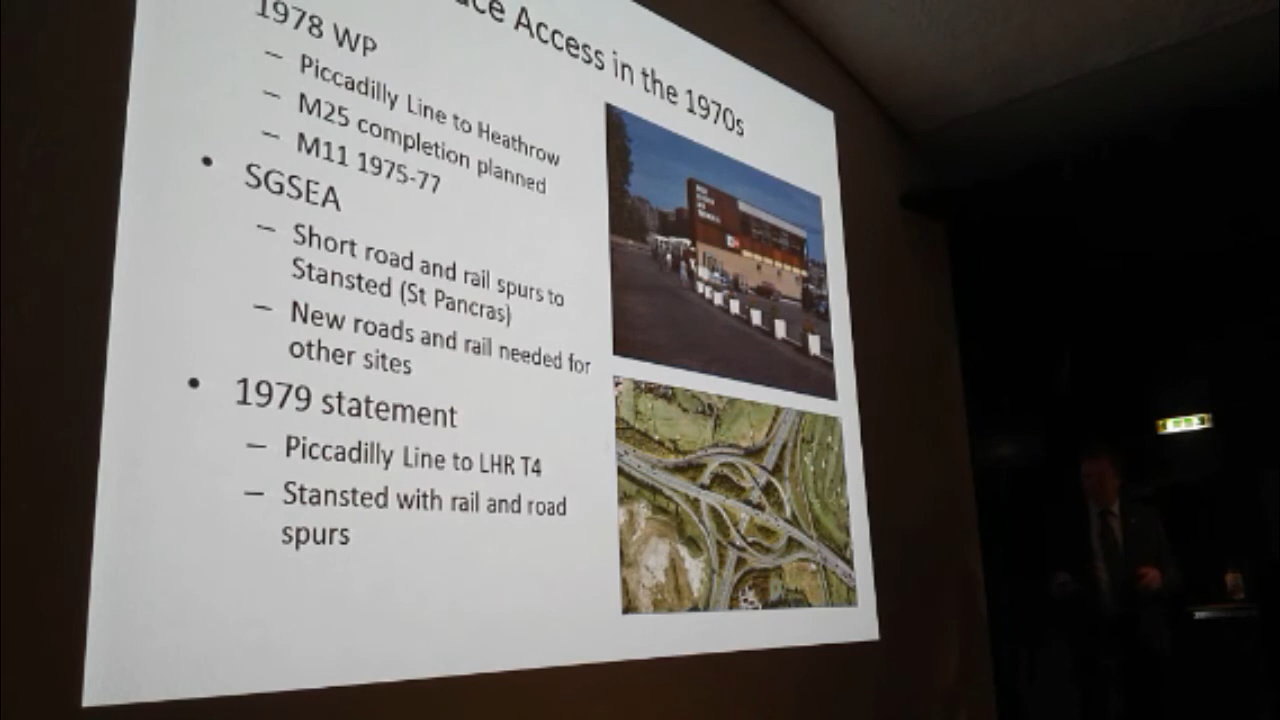 Access in the 1970s
1978 WP
– Piccadilly Line to Heathrow
– M25 completion planned
– M11 1975-77
• SGSEA
– Short road and rail spurs to
Stansted (St Pancras)
– New roads and rail needed for
other sites
• 1979 statement
– Piccadilly Line to LHR T4
– Stansted with rail and road
spurs